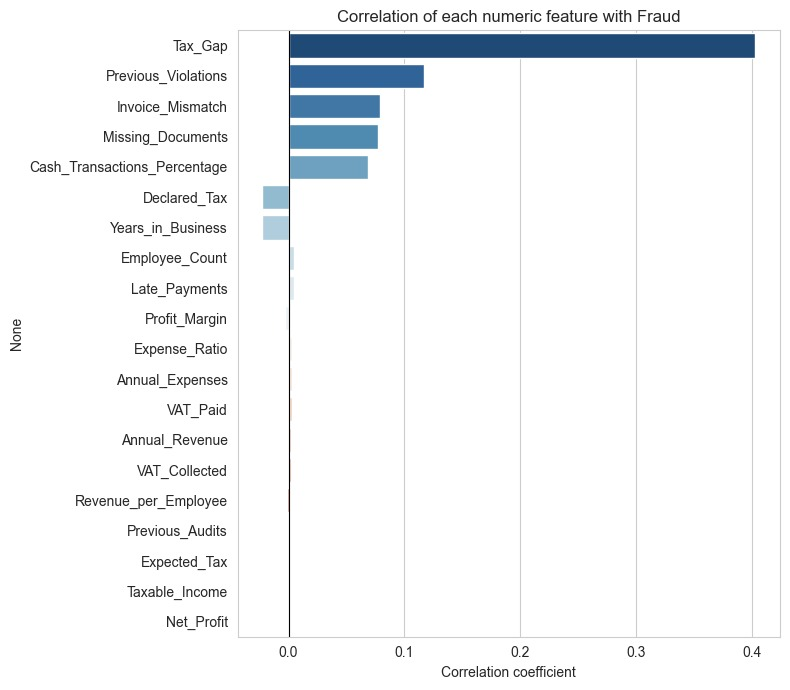 Correlation of each numeric feature with Fraud
Tax_Gap
Previous_Violations
Invoice_Mismatch
Missing_Documents
Cash_Transactions_Percentage
Declared_Tax
Years_in_Business
Employee_Count
Late_Payments
Profit_Margin
Expense_Ratio
Annual_Expenses
VAT_Paid
Annual_Revenue
VAT_Collected
Revenue_per_Employee
Previous_Audits
Expected_Tax
Taxable_Income
Net_Profit
None
0.0 0.1 0.2 0.3 0.4
Correlation coefficient